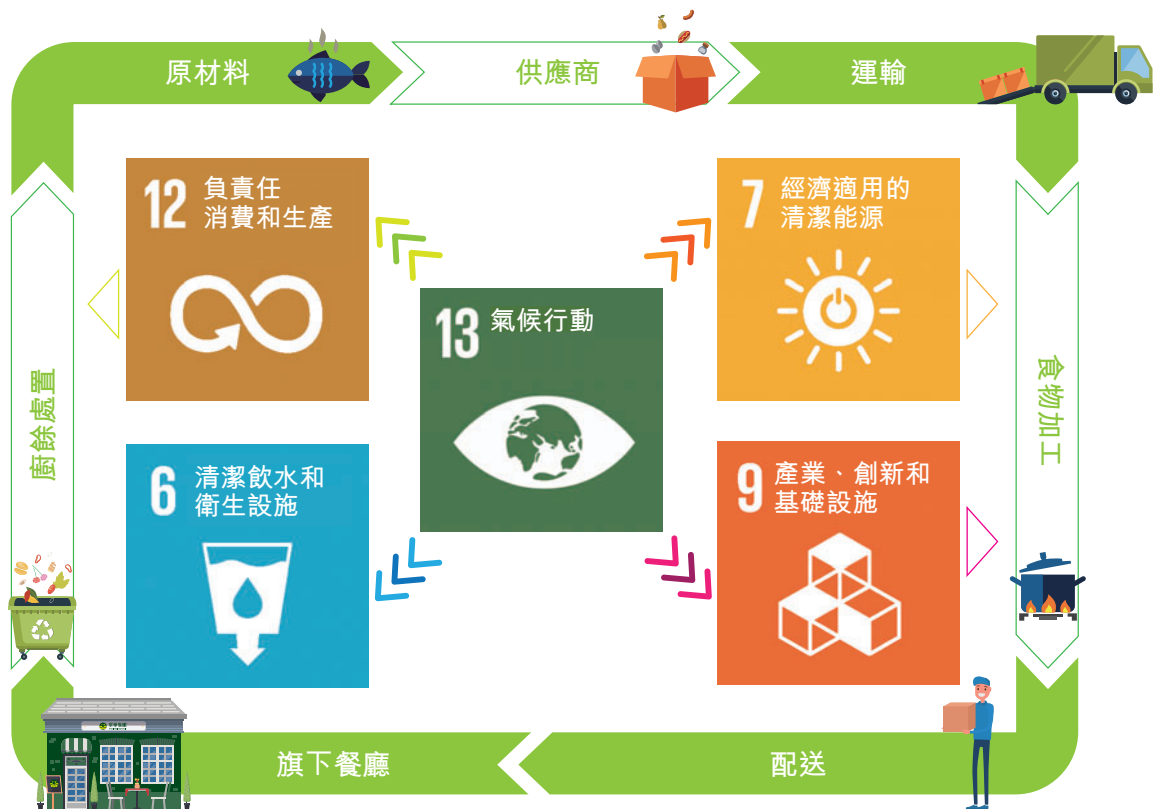 原材料
供應商
運輸
12
負責任
消費和生產
7
經濟適用的
清潔能源
13
氣候行動
廚餘處置
食物加工
6
清潔飲水和
衛生設施
9
產業、創新和
基礎設施
旗下餐廳
配送